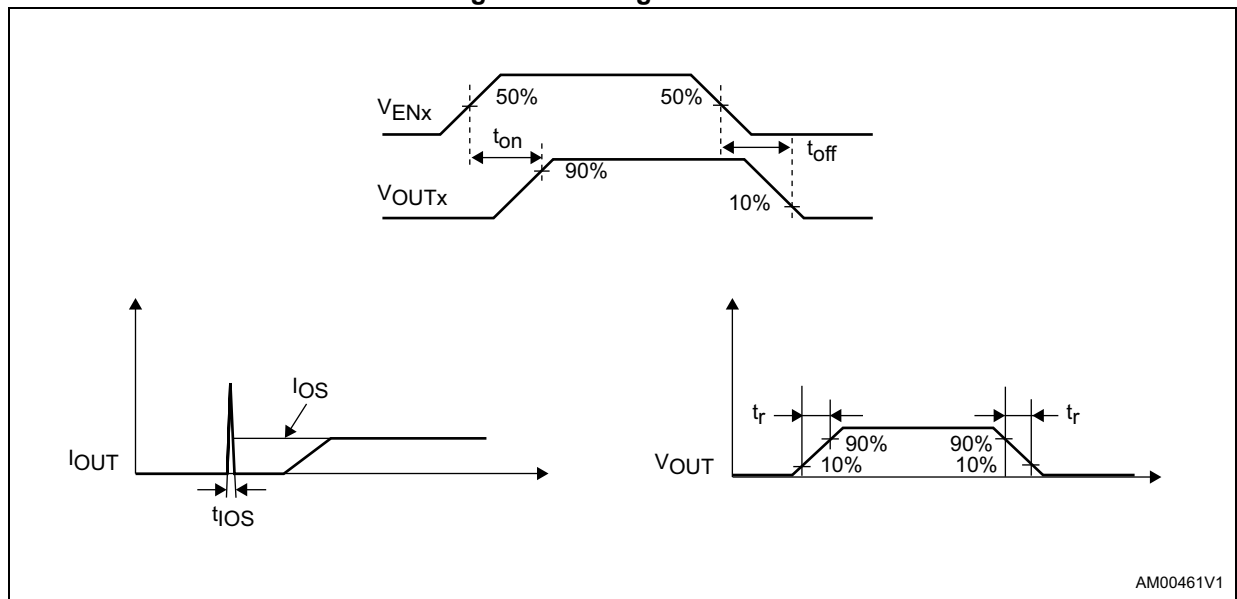 VENx
50%
50%
ton
toff
VOUTx
90%
10%
IOS
IOUT
tIOS
tr
tr
90%
90%
VOUT
10%
10%
AM00461V1